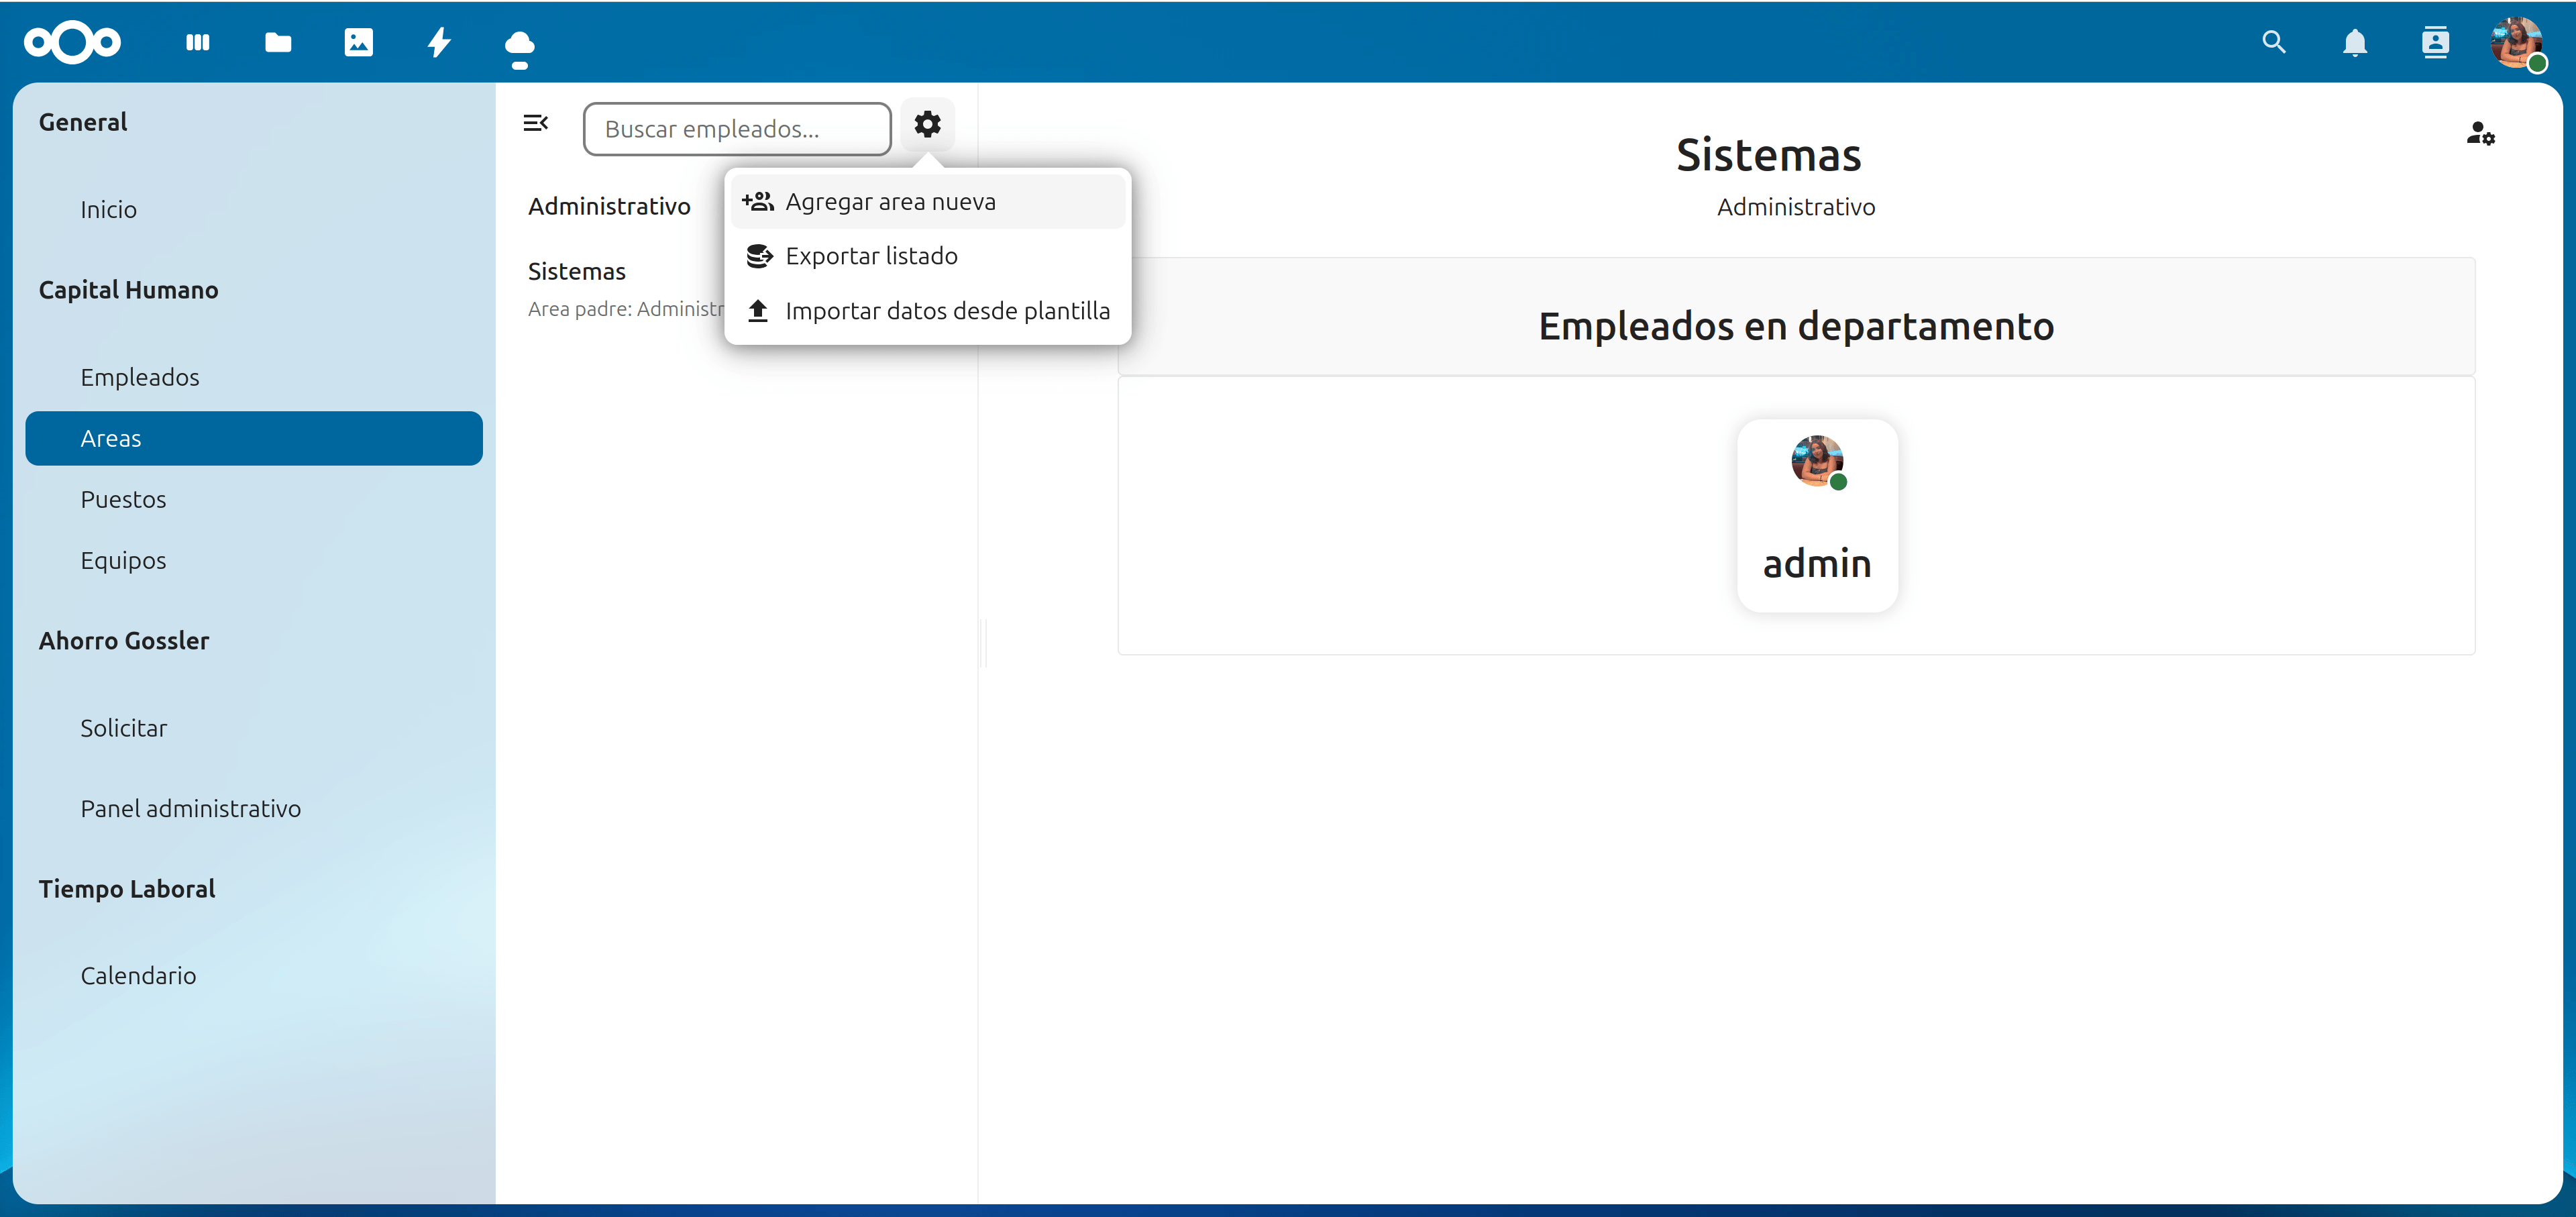 General
Inicio
Capital Humano
Empleados
Areas
Puestos
Equipos
Ahorro Gossler
Solicitar
Panel administrativo
Tiempo Laboral
Calendario
Buscar empleados...
Administrativo
Sistemas
Area padre: Administr
Agregar area nueva
Exportar listado
Importar datos desde plantilla
Sistemas
Administrativo
Empleados en departamento
admin